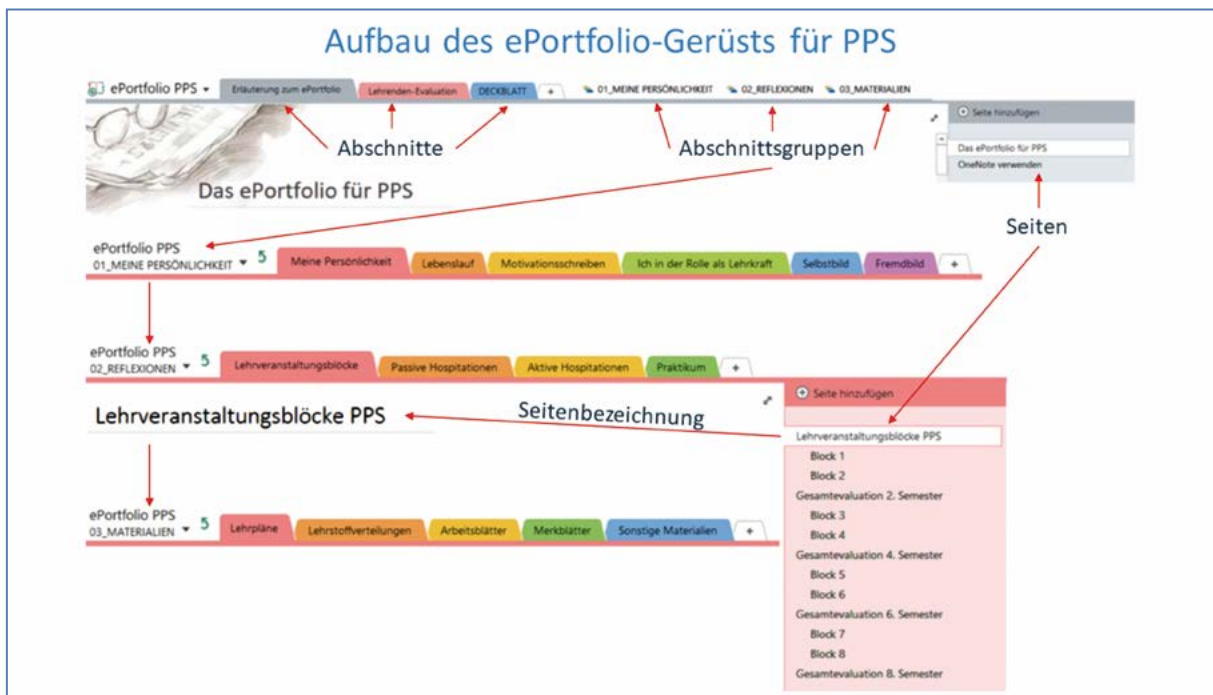 Aufbau des ePortfolio-Gerüsts für PPS
ePortfolio PPS Erläuterung zum ePortfolio Lehrenden-Evaluation DECKBLATT + 01_MEINE PERSÖNLICHKEIT 02_REFLEXIONEN 03_MATERIALIEN
Seite hinzufügen
Abschnitte Abschnittsgruppen
Das ePortfolio für PPS
OneNote verwenden
Das ePortfolio für PPS
Seiten
ePortfolio PPS
01_MEINE PERSÖNLICHKEIT Meine Persönlichkeit Lebenslauf Motivationsschreiben Ich in der Rolle als Lehrkraft Selbstbild Fremdbild +
ePortfolio PPS
02_REFLEXIONEN Lehrveranstaltungsblöcke Passive Hospitationen Aktive Hospitationen Praktikum +
Seite hinzufügen
Lehrveranstaltungsblöcke PPS Seitenbezeichnung
Lehrveranstaltungsblöcke PPS
Block 1
Block 2
Gesamtevaluation 2. Semester
Block 3
Block 4
Gesamtevaluation 4. Semester
Block 5
Block 6
Gesamtevaluation 6. Semester
Block 7
Block 8
Gesamtevaluation 8. Semester
ePortfolio PPS
03_MATERIALIEN Lehrpläne Lehrstoffverteilungen Arbeitsblätter Merkblätter Sonstige Materialien +